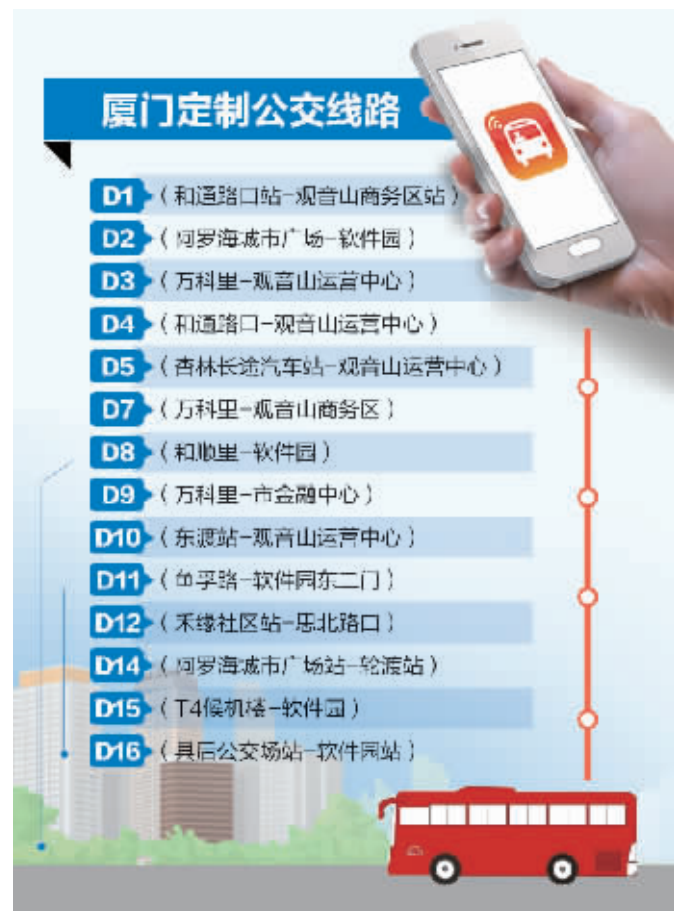 厦门定制公交线路
D1（和通路口站-观音山商务区站）
D2（阿罗海城市广场-软件园）
D3（万科里-观音山运营中心）
D4（和通路口-观音山运营中心）
D5（杏林长途汽车站-观音山运营中心）
D7（万科里-观音山商务区）
D8（和顺里-软件园）
D9（万科里-市金融中心）
D10（东渡站-观音山运营中心）
D11（鱼孚路-软件园东二门）
D12（禾缘社区站-思北路口）
D14（阿罗海城市广场站-轮渡站）
D15（T4候机楼-软件园）
D16（县后公交场站-软件园站）